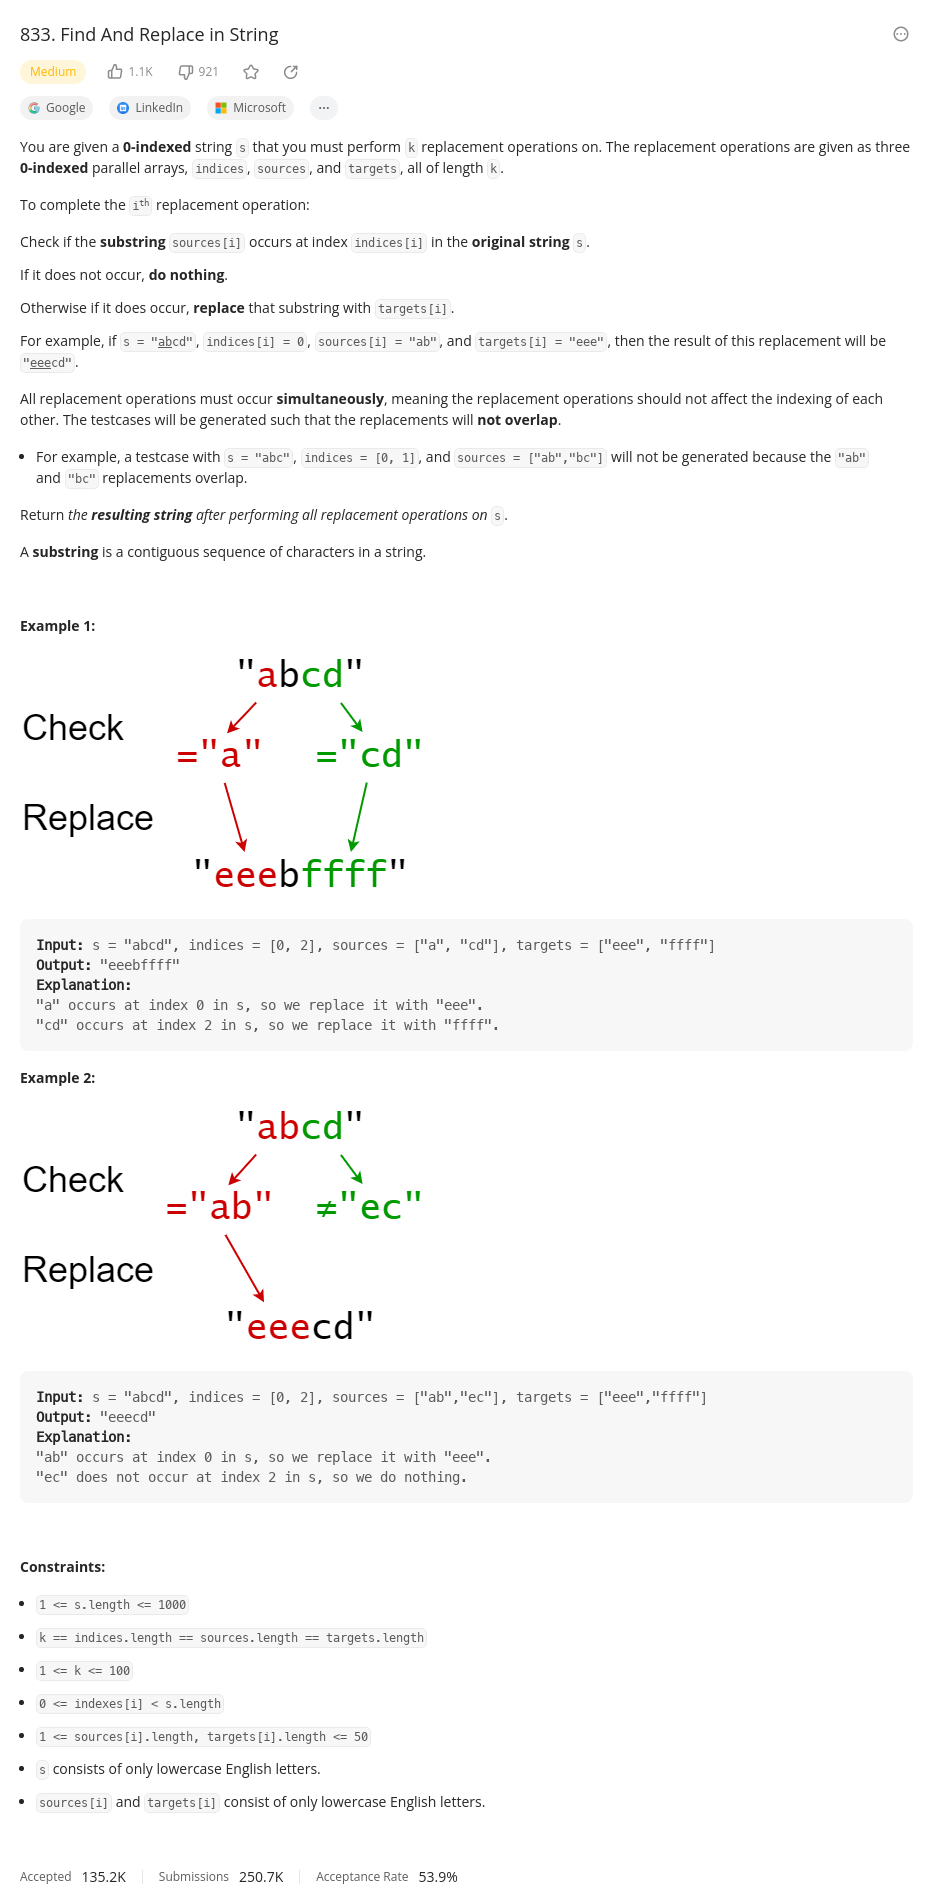 833. Find And Replace in String
Medium 1.1K 921
Google LinkedIn Microsoft ···
You are given a 0-indexed string s that you must perform k replacement operations on. The replacement operations are given as three
0-indexed parallel arrays, indices, sources, and targets, all of length k.
To complete the ith replacement operation:
Check if the substring sources[i] occurs at index indices[i] in the original string s.
If it does not occur, do nothing.
Otherwise if it does occur, replace that substring with targets[i].
For example, if s = "abcd", indices[i] = 0, sources[i] = "ab", and targets[i] = "eee", then the result of this replacement will be
"eeecd".
All replacement operations must occur simultaneously, meaning the replacement operations should not affect the indexing of each
other. The testcases will be generated such that the replacements will not overlap.
• For example, a testcase with s = "abc", indices = [0, 1], and sources = ["ab","bc"] will not be generated because the "ab"
and "bc" replacements overlap.
Return the resulting string after performing all replacement operations on s.
A substring is a contiguous sequence of characters in a string.
Example 1:
"abcd"
Check
="a" ="cd"
Replace
"eeebffff"
Input: s = "abcd", indices = [0, 2], sources = ["a", "cd"], targets = ["eee", "ffff"]
Output: "eeebffff"
Explanation:
"a" occurs at index 0 in s, so we replace it with "eee".
"cd" occurs at index 2 in s, so we replace it with "ffff".
Example 2:
"abcd"
Check
="ab" ≠"ec"
Replace
"eeecd"
Input: s = "abcd", indices = [0, 2], sources = ["ab","ec"], targets = ["eee","ffff"]
Output: "eeecd"
Explanation:
"ab" occurs at index 0 in s, so we replace it with "eee".
"ec" does not occur at index 2 in s, so we do nothing.
Constraints:
• 1 <= s.length <= 1000
• k == indices.length == sources.length == targets.length
• 1 <= k <= 100
• 0 <= indexes[i] < s.length
• 1 <= sources[i].length, targets[i].length <= 50
• s consists of only lowercase English letters.
• sources[i] and targets[i] consist of only lowercase English letters.
Accepted 135.2K Submissions 250.7K Acceptance Rate 53.9%